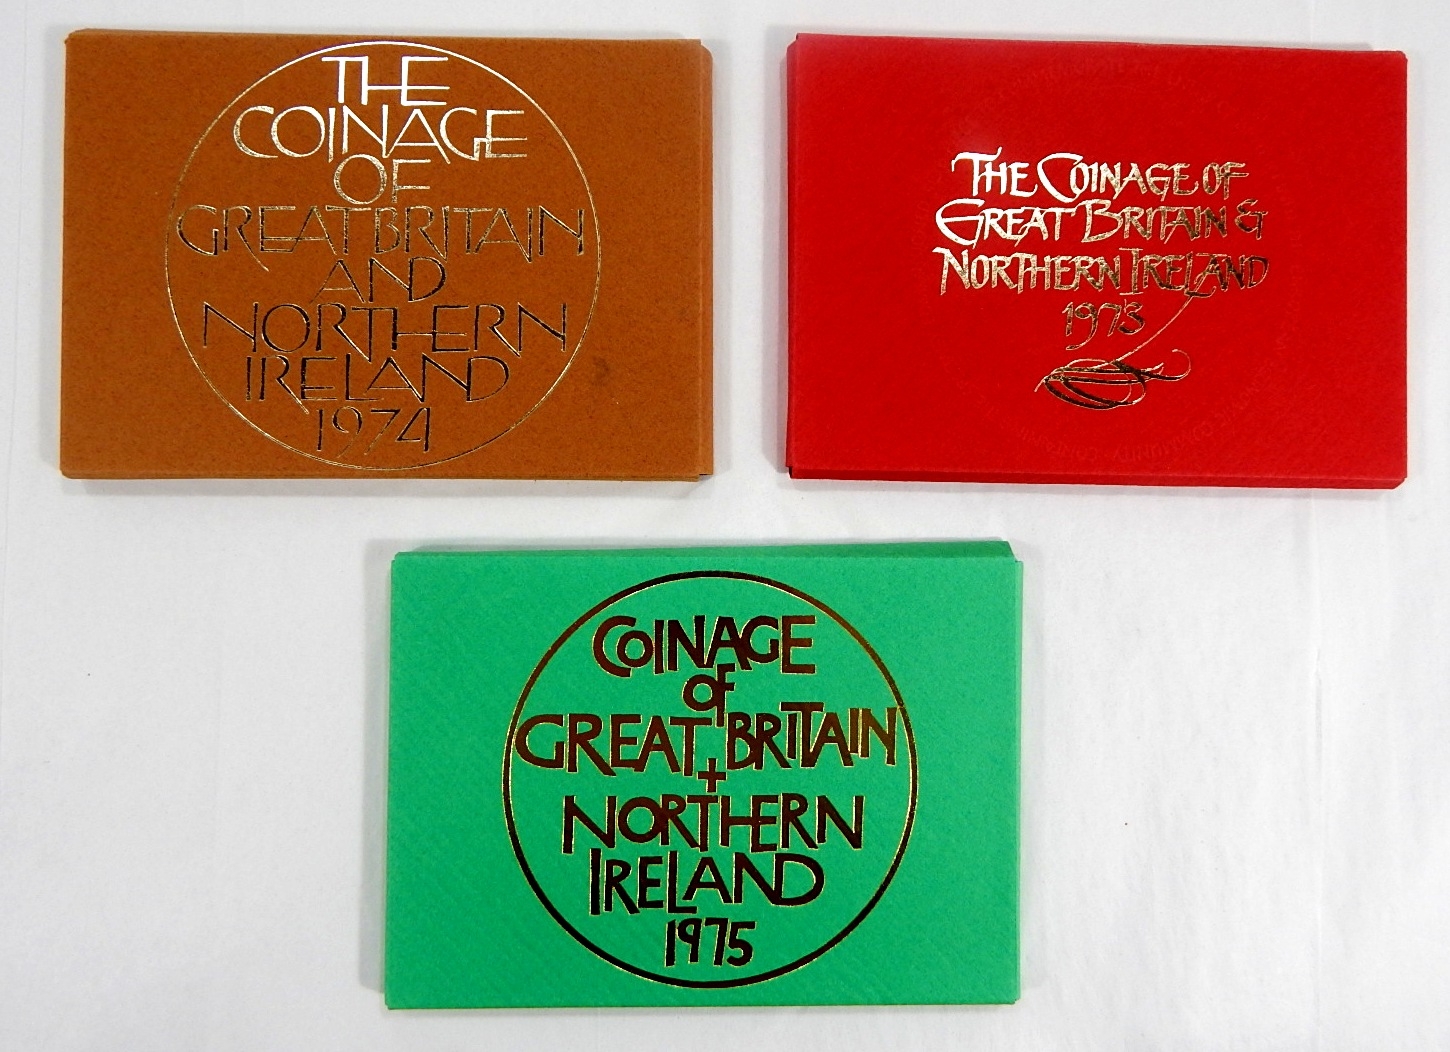 THE
COINAGE
OF
GREAT BRITAIN
AND
NORTHERN
IRELAND
1974
THE COINAGE OF
GREAT BRITAIN &
NORTHERN IRELAND
1973
COINAGE
OF
GREAT BRITAIN
+
NORTHERN
IRELAND
1975